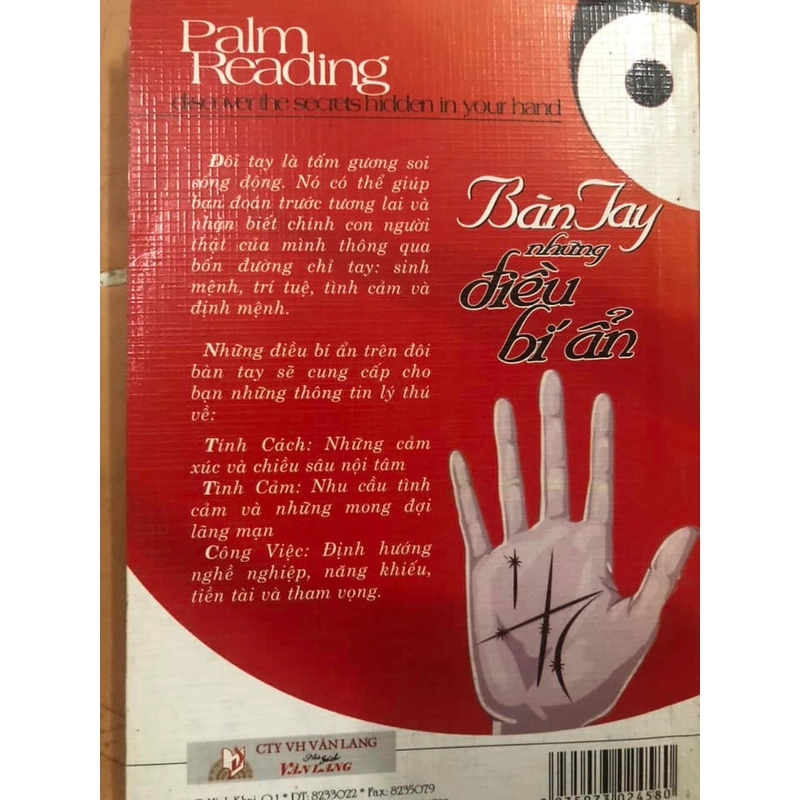 Palm
Reading
discover the secrets hidden in your hand
Đôi tay là tấm gương soi
sống động. Nó có thể giúp
bạn đoán trước tương lai và
nhận biết chính con người
thật của mình thông qua
bốn đường chỉ tay: sinh
mệnh, trí tuệ, tình cảm và
định mệnh.
Những điều bí ẩn trên đôi
bàn tay sẽ cung cấp cho
bạn những thông tin lý thú
về:
Tính Cách: Những cảm
xúc và chiều sâu nội tâm
Tình Cảm: Nhu cầu tình
cảm và những mong đợi
lãng mạn
Công Việc: Định hướng
nghề nghiệp, năng khiếu,
tiền tài và tham vọng.
Bàn Tay
những
điều
bí ẩn
CTY VH VĂN LANG
Nhà Sách
VĂN LANG
Minh Khai, Q.1 * DT: 8233022 * Fax: 8235079
935073 024580